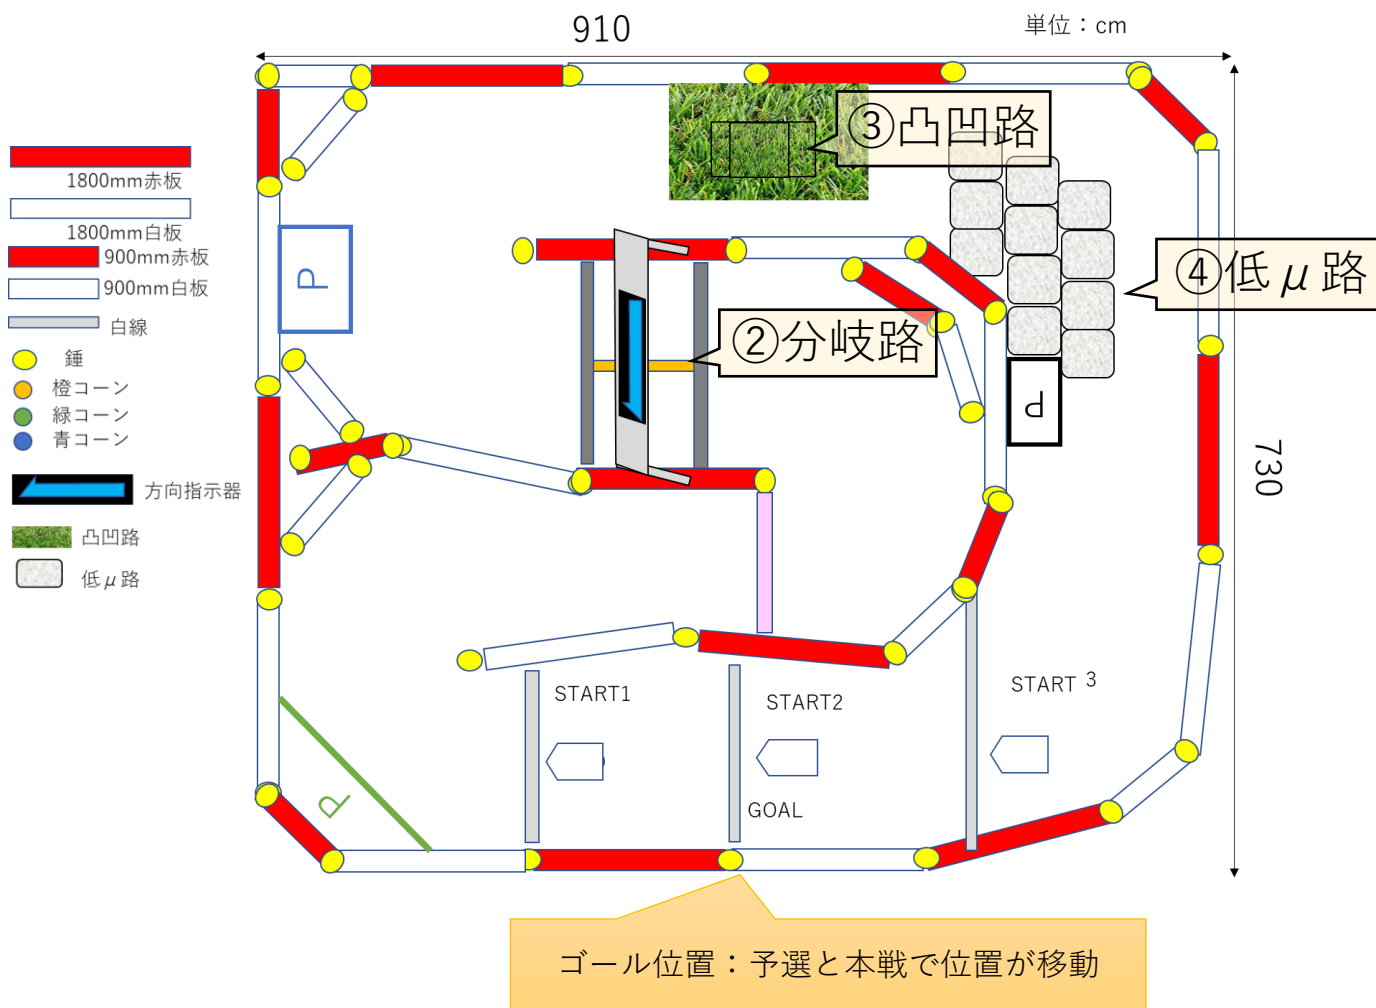 910
単位：cm
1800mm赤板
1800mm白板
900mm赤板
900mm白板
白線
錘
橙コーン
緑コーン
青コーン
方向指示器
凸凹路
低μ路
③凸凹路
④低μ路
②分岐路
P
P
P
730
START1
START2
START 3
GOAL
ゴール位置：予選と本戦で位置が移動